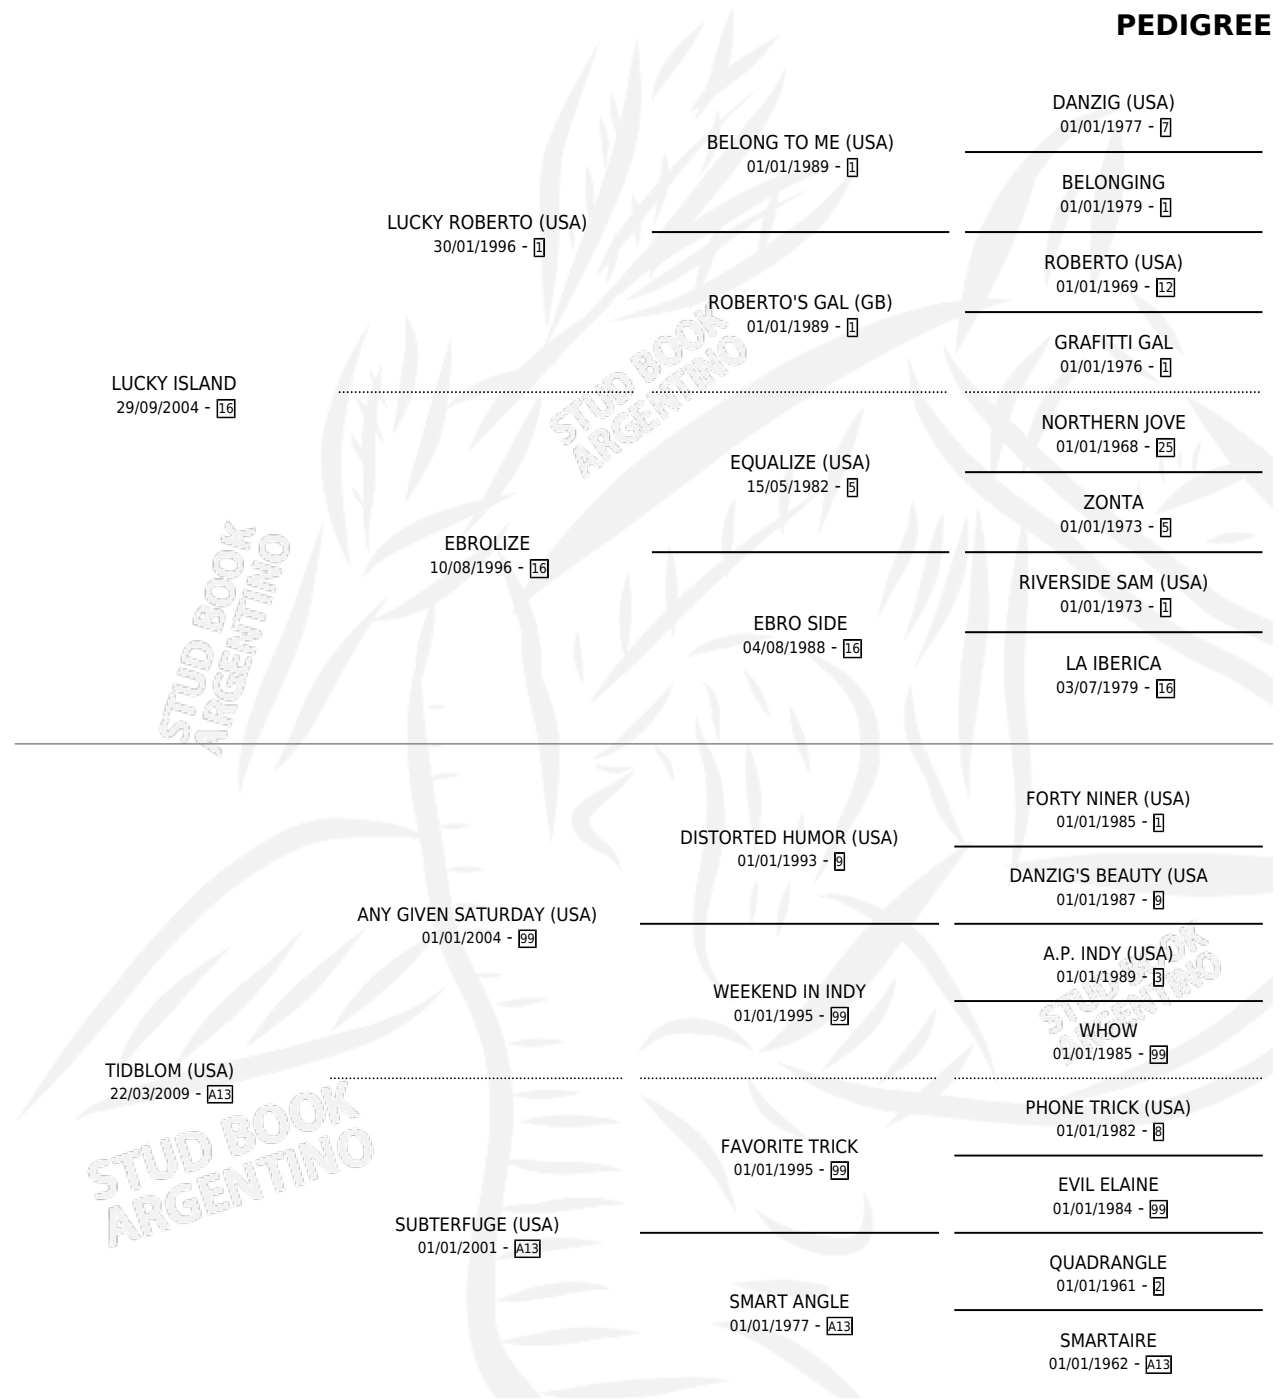 PEDIGREE
DANZIG (USA)
01/01/1977 - 7
BELONG TO ME (USA)
01/01/1989 - 1
BELONGING
01/01/1979 - 1
LUCKY ROBERTO (USA)
30/01/1996 - 1
ROBERTO (USA)
01/01/1969 - 12
ROBERTO'S GAL (GB)
01/01/1989 - 1
GRAFITTI GAL
01/01/1976 - 1
LUCKY ISLAND
29/09/2004 - 16
STUD BOOK
ARGENTINO
NORTHERN JOVE
01/01/1968 - 25
EQUALIZE (USA)
15/05/1982 - 5
ZONTA
01/01/1973 - 5
EBROLIZE
10/08/1996 - 16
RIVERSIDE SAM (USA)
01/01/1973 - 1
EBRO SIDE
04/08/1988 - 16
LA IBERICA
03/07/1979 - 16
STUD BOOK
ARGENTINO
FORTY NINER (USA)
01/01/1985 - 1
DISTORTED HUMOR (USA)
01/01/1993 - 9
DANZIG'S BEAUTY (USA
01/01/1987 - 9
ANY GIVEN SATURDAY (USA)
01/01/2004 - 99
A.P. INDY (USA)
01/01/1989 - 3
WEEKEND IN INDY
01/01/1995 - 99
WHOW
01/01/1985 - 99
STUD BOOK
ARGENTINO
TIDBLOM (USA)
22/03/2009 - A13
PHONE TRICK (USA)
01/01/1982 - 8
FAVORITE TRICK
01/01/1995 - 99
EVIL ELAINE
01/01/1984 - 99
STUD BOOK
ARGENTINO
SUBTERFUGE (USA)
01/01/2001 - A13
QUADRANGLE
01/01/1961 - 2
SMART ANGLE
01/01/1977 - A13
SMARTAIRE
01/01/1962 - A13